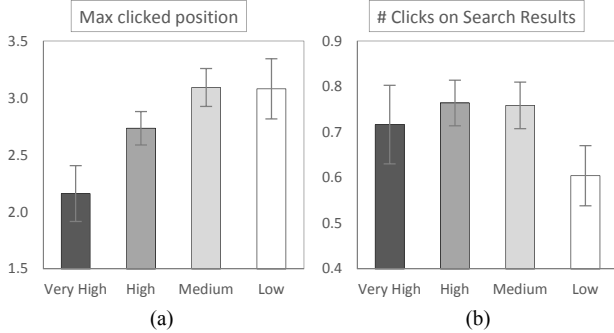 Max clicked position
3.5
3.0
2.5
2.0
1.5
Very High High Medium Low
(a)
# Clicks on Search Results
0.9
0.8
0.7
0.6
0.5
0.4
Very High High Medium Low
(b)